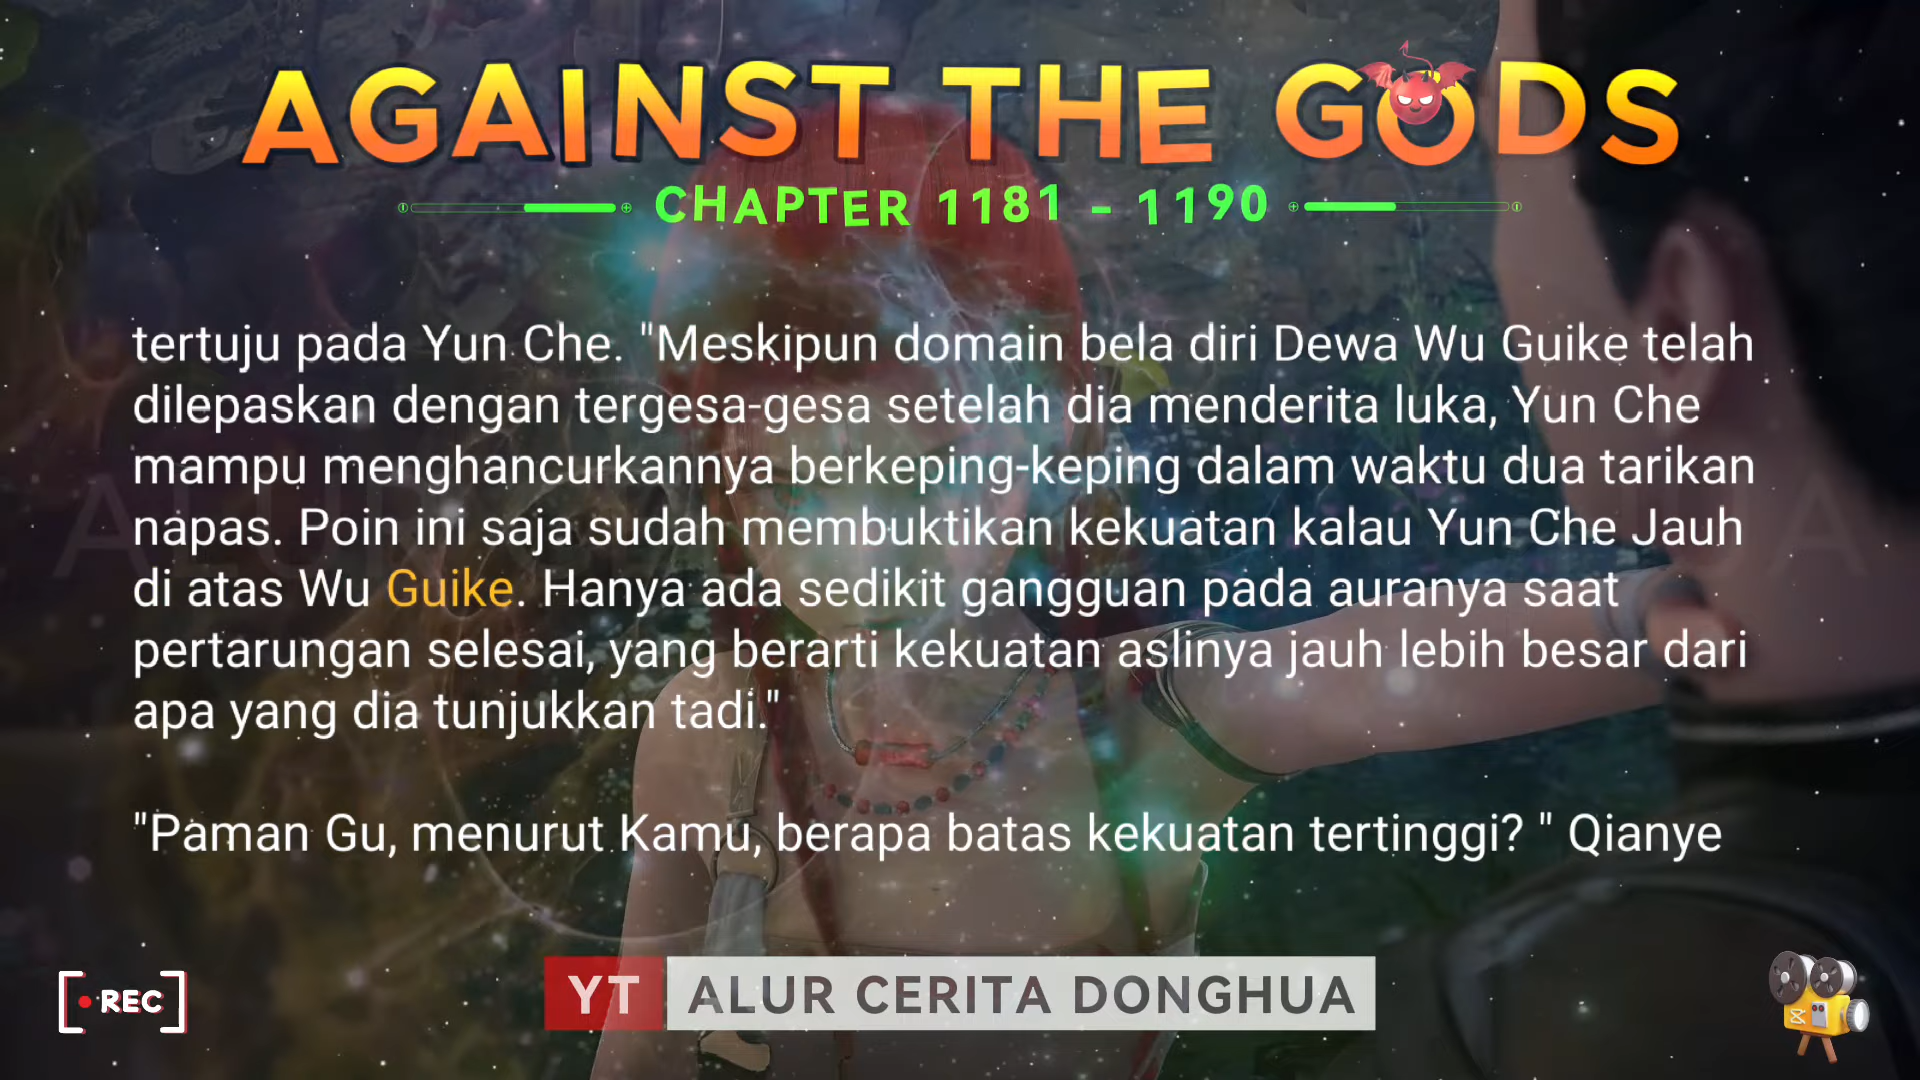 AGAINST THE GODS
CHAPTER 1181 - 1190
tertuju pada Yun Che. "Meskipun domain bela diri Dewa Wu Guike telah
dilepaskan dengan tergesa-gesa setelah dia menderita luka, Yun Che
mampu menghancurkannya berkeping-keping dalam waktu dua tarikan
napas. Poin ini saja sudah membuktikan kekuatan kalau Yun Che Jauh
di atas Wu Guike. Hanya ada sedikit gangguan pada auranya saat
pertarungan selesai, yang berarti kekuatan aslinya jauh lebih besar dari
apa yang dia tunjukkan tadi."
"Paman Gu, menurut Kamu, berapa batas kekuatan tertinggi? " Qianye
REC
YT ALUR CERITA DONGHUA